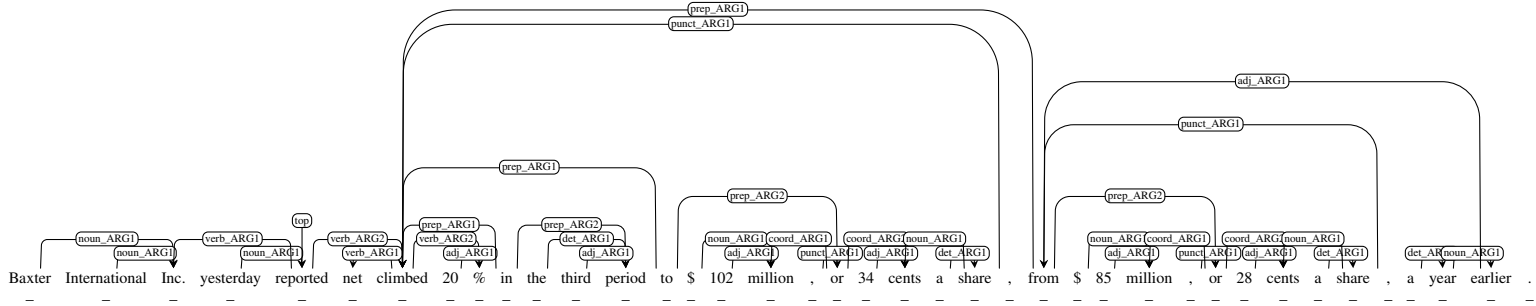 prep_ARG1
punct_ARG1
adj_ARG1
punct_ARG1
prep_ARG1
prep_ARG2 prep_ARG2
top prep_ARG1 prep_ARG2
noun_ARG1 verb_ARG1 verb_ARG2 verb_ARG2 det_ARG1 noun_ARG1 coord_ARG1 coord_ARG2 noun_ARG1 noun_ARG1 coord_ARG1 coord_ARG2 noun_ARG1
noun_ARG1 noun_ARG1 verb_ARG1 adj_ARG1 adj_ARG1 adj_ARG1 punct_ARG1 adj_ARG1 det_ARG1 adj_ARG1 punct_ARG1 adj_ARG1 det_ARG1 noun_ARG1
Baxter International Inc. yesterday reported net climbed 20 % in the third period to $ 102 million , or 34 cents a share , from $ 85 million , or 28 cents a share , a year earlier .
_ _ _ _ _ _ _ _ _ _ _ _ _ _ _ _ _ _ _ _ _ _ _ _ _ _ _ _ _ _ _ _ _ _ _ _ _ _